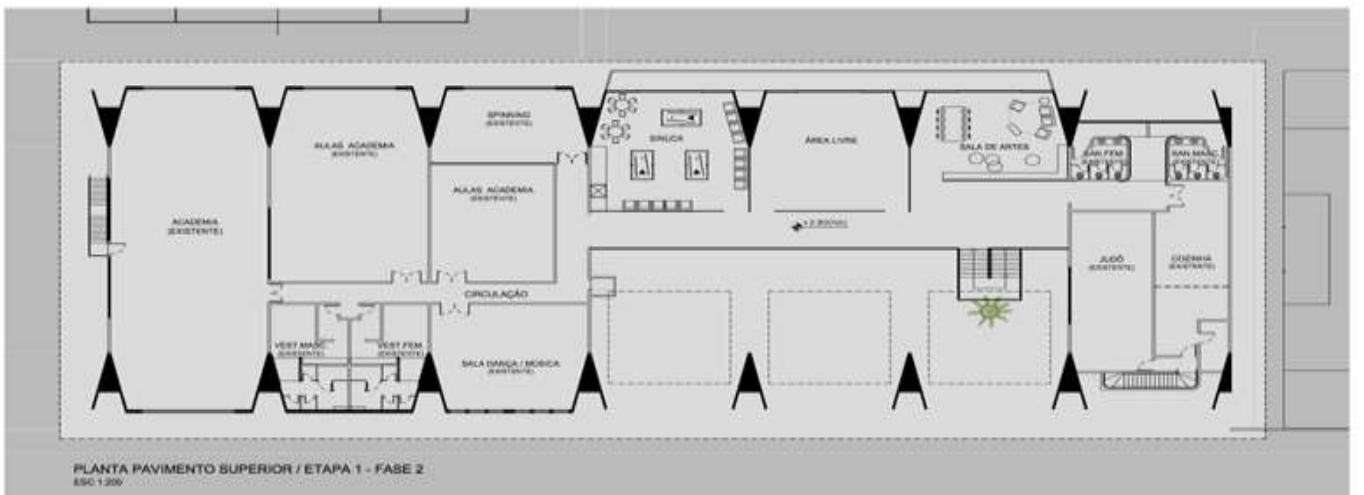 SPINNING
(EXISTENTE)
AULAS ACADEMIA
(EXISTENTE)
SINUCA
ÁREA LIVRE
SALA DE ARTES
SAN.FEM.
(EXISTENTE)
SAN.MASC.
(EXISTENTE)
AULAS ACADEMIA
(EXISTENTE)
ACADEMIA
(EXISTENTE)
JUDÔ
(EXISTENTE)
COZINHA
(EXISTENTE)
CIRCULAÇÃO
VEST.MASC.
(EXISTENTE)
VEST.FEM.
(EXISTENTE)
SALA DANÇA / MÚSICA
(EXISTENTE)
PLANTA PAVIMENTO SUPERIOR / ETAPA 1 - FASE 2
ESC 1:200